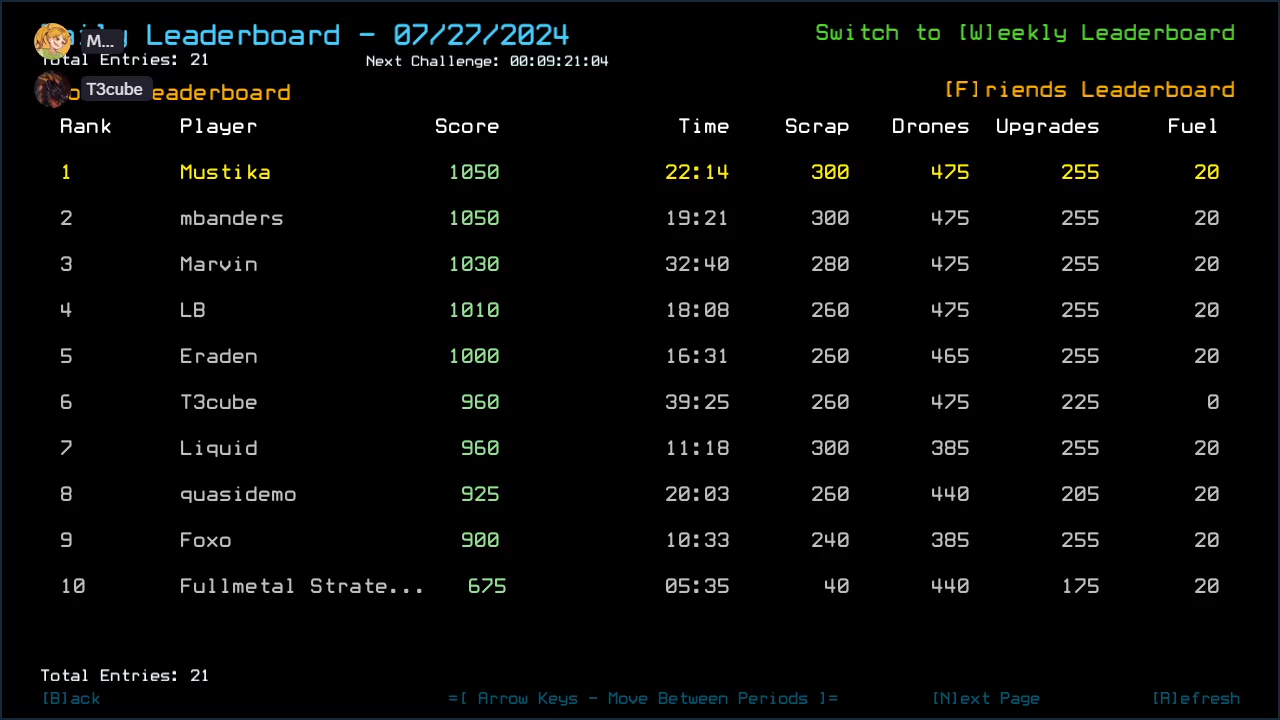 Leaderboard - 07/27/2024
Switch to [W]eekly Leaderboard
M...
Total Entries: 21
Next Challenge: 00:09:21:04
T3cube
eaderboard
[F]riends Leaderboard
Rank Player Score Time Scrap Drones Upgrades Fuel
1 Mustika 1050 22:14 300 475 255 20
2 mbanders 1050 19:21 300 475 255 20
3 Marvin 1030 32:40 280 475 255 20
4 LB 1010 18:08 260 475 255 20
5 Eraden 1000 16:31 260 465 255 20
6 T3cube 960 39:25 260 475 225 0
7 Liquid 960 11:18 300 385 255 20
8 quasidemo 925 20:03 260 440 205 20
9 Foxo 900 10:33 240 385 255 20
10 Fullmetal Strate... 675 05:35 40 440 175 20
Total Entries: 21
[B]ack
=[ Arrow Keys - Move Between Periods ]=
[N]ext Page
[R]efresh